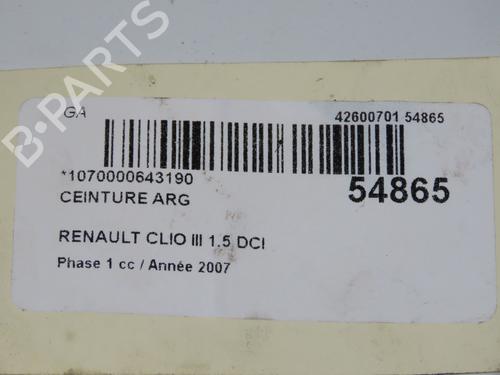 B-PARTS
GA
42600701 54865
*1070000643190
54865
CEINTURE ARG
RENAULT CLIO III 1.5 DCI
Phase 1 cc / Année 2007